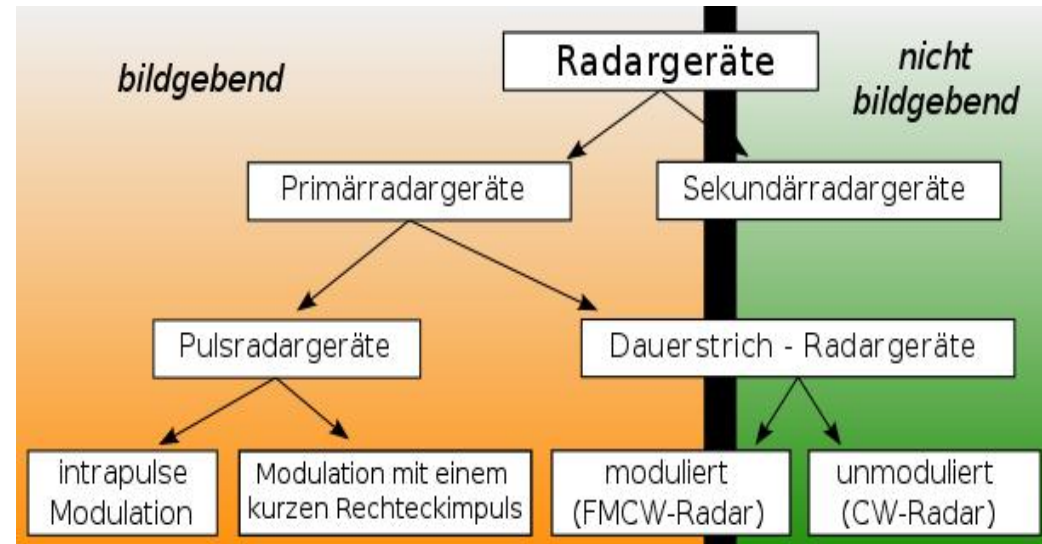 Radargeräte
bildgebend
nicht
bildgebend
Primärradargeräte
Sekundärradargeräte
Pulsradargeräte
Dauerstrich - Radargeräte
intrapulse
Modulation
Modulation mit einem
kurzen Rechteckimpuls
moduliert
(FMCW-Radar)
unmoduliert
(CW-Radar)